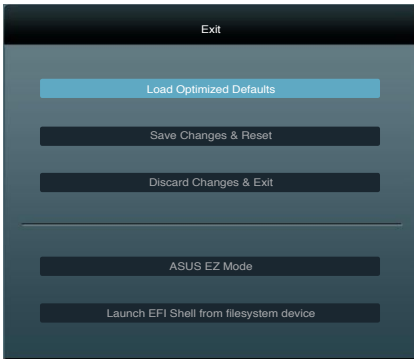 Exit
Load Optimized Defaults
Save Changes & Reset
Discard Changes & Exit
ASUS EZ Mode
Launch EFI Shell from filesystem device